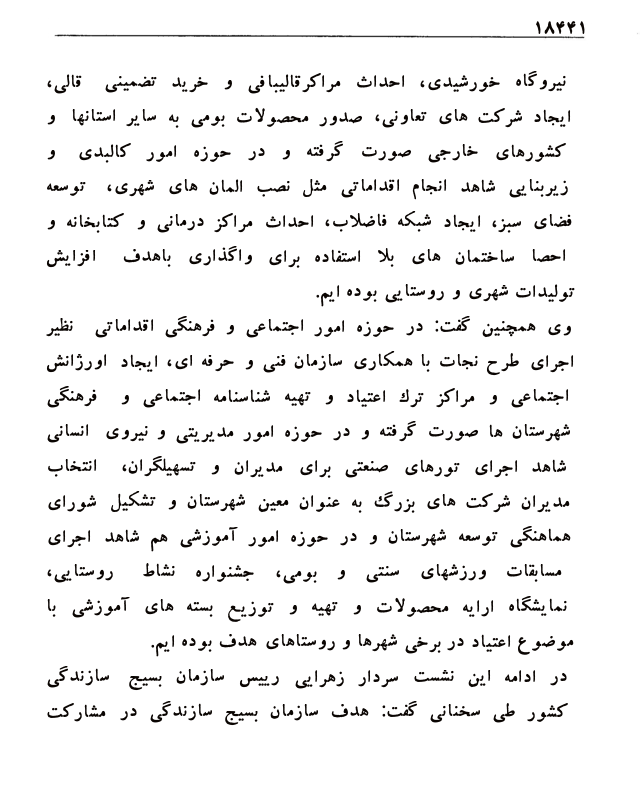 ۱۸۴۴۱
نیروگاه خورشیدی، احداث مراکزقالیبافی و خرید تضمینی قالی،
ایجاد شرکت های تعاونی، صدور محصولات بومی به سایر استانها و
کشورهای خارجی صورت گرفته و در حوزه امور کالبدی و
زیربنایی شاهد انجام اقداماتی مثل نصب المان های شهری، توسعه
فضای سبز، ایجاد شبکه فاضلاب، احداث مراکز درمانی و کتابخانه و
احصا ساختمان های بلا استفاده برای واگذاری باهدف افزایش
تولیدات شهری و روستایی بوده ایم.
وی همچنین گفت: در حوزه امور اجتماعی و فرهنگی اقداماتی نظیر
اجرای طرح نجات با همکاری سازمان فنی و حرفه ای، ایجاد اورژانش
اجتماعی و مراکز ترك اعتیاد و تهیه شناسنامه اجتماعی و فرهنگی
شهرستان ها صورت گرفته و در حوزه امور مدیریتی و نیروی انسانی
شاهد اجرای تورهای صنعتی برای مدیران و تسهیلگران، انتخاب
مدیران شرکت های بزرگ به عنوان معین شهرستان و تشکیل شورای
هماهنگی توسعه شهرستان و در حوزه امور آموزشی هم شاهد اجرای
مسابقات ورزشهای سنتی و بومی، جشنواره نشاط روستایی،
نمایشگاه ارایه محصولات و تهیه و توزیع بسته های آموزشی با
موضوع اعتیاد در برخی شهرها و روستاهای هدف بوده ایم.
در ادامه این نشست سردار زهرایی رییس سازمان بسیج سازندگی
کشور طی سخنانی گفت: هدف سازمان بسیج سازندگی در مشارکت